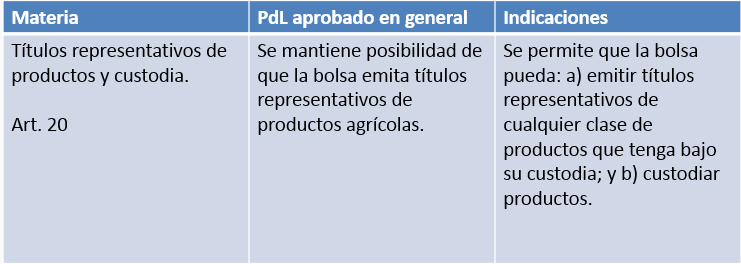 Materia
PdL aprobado en general
Indicaciones
Títulos representativos de
productos y custodia.
Art. 20
Se mantiene posibilidad de
que la bolsa emita títulos
representativos de
productos agrícolas.
Se permite que la bolsa
pueda: a) emitir títulos
representativos de
cualquier clase de
productos que tenga bajo
su custodia; y b) custodiar
productos.